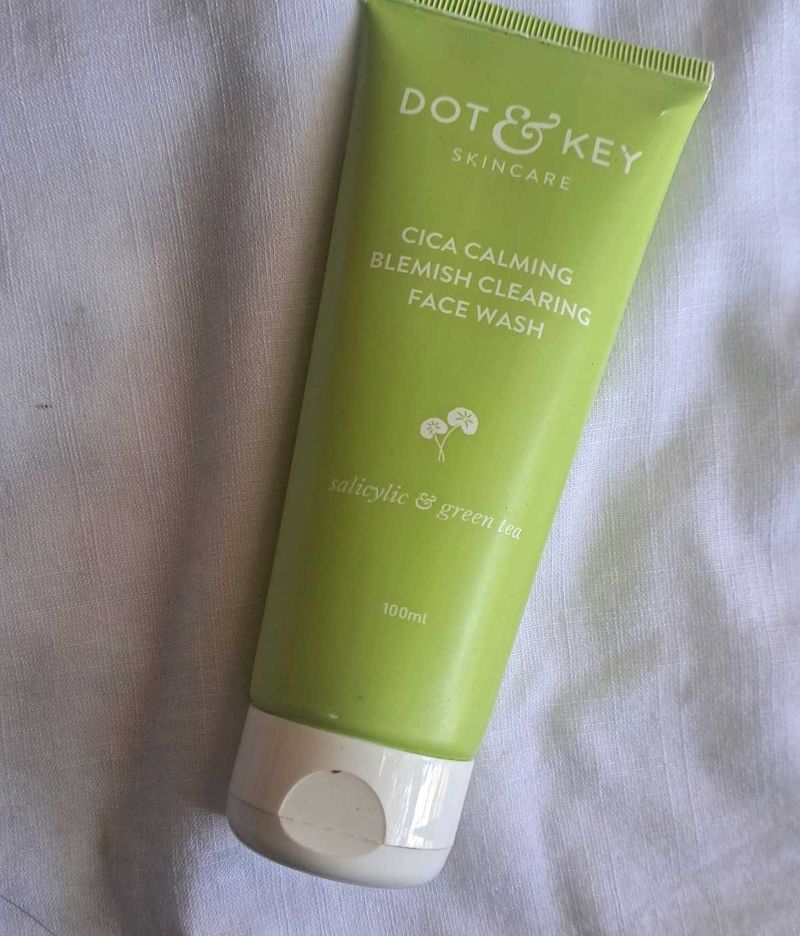 DOT & KEY
SKINCARE
CICA CALMING
BLEMISH CLEARING
FACE WASH
salicylic & green tea
100ml